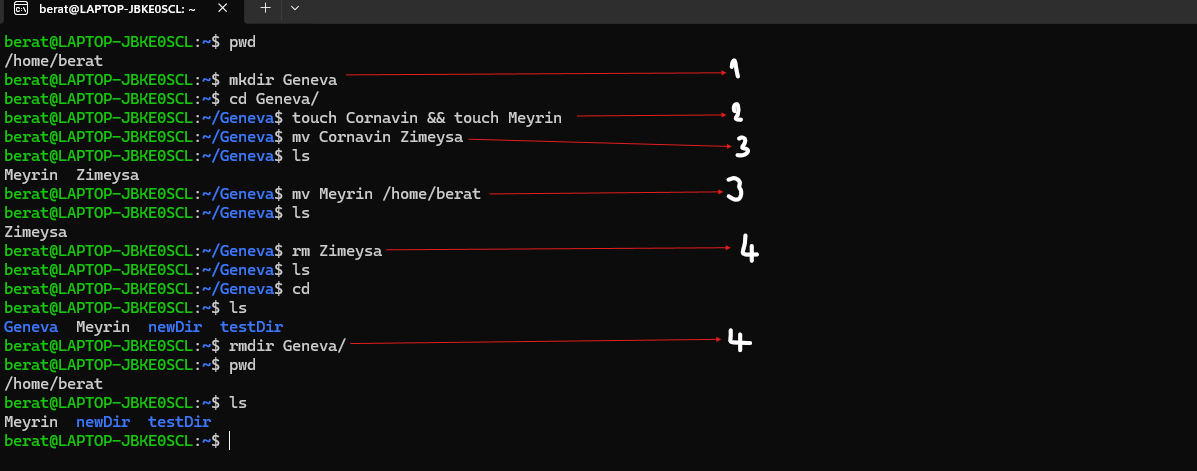 berat@LAPTOP-JBKE0SCL: ~
berat@LAPTOP-JBKE0SCL:~$ pwd
/home/berat
berat@LAPTOP-JBKE0SCL:~$ mkdir Geneva 1
berat@LAPTOP-JBKE0SCL:~$ cd Geneva/
berat@LAPTOP-JBKE0SCL:~/Geneva$ touch Cornavin && touch Meyrin 2
berat@LAPTOP-JBKE0SCL:~/Geneva$ mv Cornavin Zimeysa 3
berat@LAPTOP-JBKE0SCL:~/Geneva$ ls
Meyrin  Zimeysa
berat@LAPTOP-JBKE0SCL:~/Geneva$ mv Meyrin /home/berat 3
berat@LAPTOP-JBKE0SCL:~/Geneva$ ls
Zimeysa
berat@LAPTOP-JBKE0SCL:~/Geneva$ rm Zimeysa 4
berat@LAPTOP-JBKE0SCL:~/Geneva$ ls
berat@LAPTOP-JBKE0SCL:~/Geneva$ cd
berat@LAPTOP-JBKE0SCL:~$ ls
Geneva  Meyrin  newDir  testDir
berat@LAPTOP-JBKE0SCL:~$ rmdir Geneva/ 4
berat@LAPTOP-JBKE0SCL:~$ pwd
/home/berat
berat@LAPTOP-JBKE0SCL:~$ ls
Meyrin  newDir  testDir
berat@LAPTOP-JBKE0SCL:~$